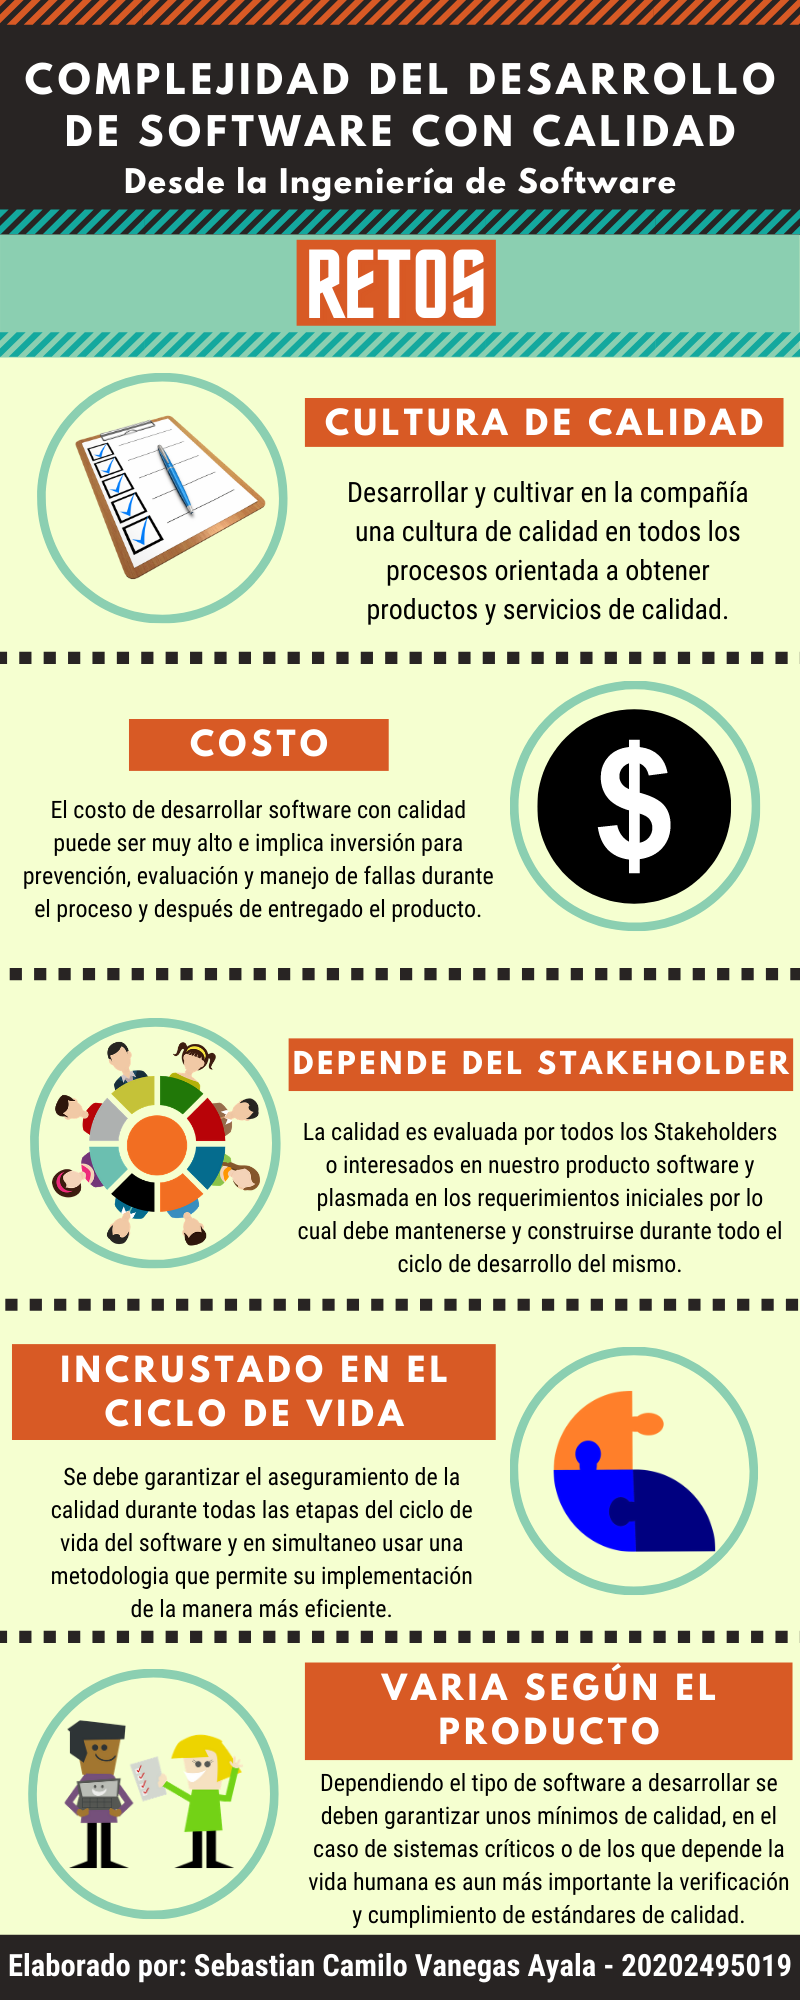 COMPLEJIDAD DEL DESARROLLO
DE SOFTWARE CON CALIDAD
Desde la Ingeniería de Software
RETOS
CULTURA DE CALIDAD
Desarrollar y cultivar en la compañía
una cultura de calidad en todos los
procesos orientada a obtener
productos y servicios de calidad.
COSTO
El costo de desarrollar software con calidad
puede ser muy alto e implica inversión para
prevención, evaluación y manejo de fallas durante
el proceso y después de entregado el producto.
$
DEPENDE DEL STAKEHOLDER
La calidad es evaluada por todos los Stakeholders
o interesados en nuestro producto software y
plasmada en los requerimientos iniciales por lo
cual debe mantenerse y construirse durante todo el
ciclo de desarrollo del mismo.
INCRUSTADO EN EL
CICLO DE VIDA
Se debe garantizar el aseguramiento de la
calidad durante todas las etapas del ciclo de
vida del software y en simultaneo usar una
metodologia que permite su implementación
de la manera más eficiente.
VARIA SEGÚN EL
PRODUCTO
Dependiendo el tipo de software a desarrollar se
deben garantizar unos mínimos de calidad, en el
caso de sistemas críticos o de los que depende la
vida humana es aun más importante la verificación
y cumplimiento de estándares de calidad.
Elaborado por: Sebastian Camilo Vanegas Ayala - 20202495019